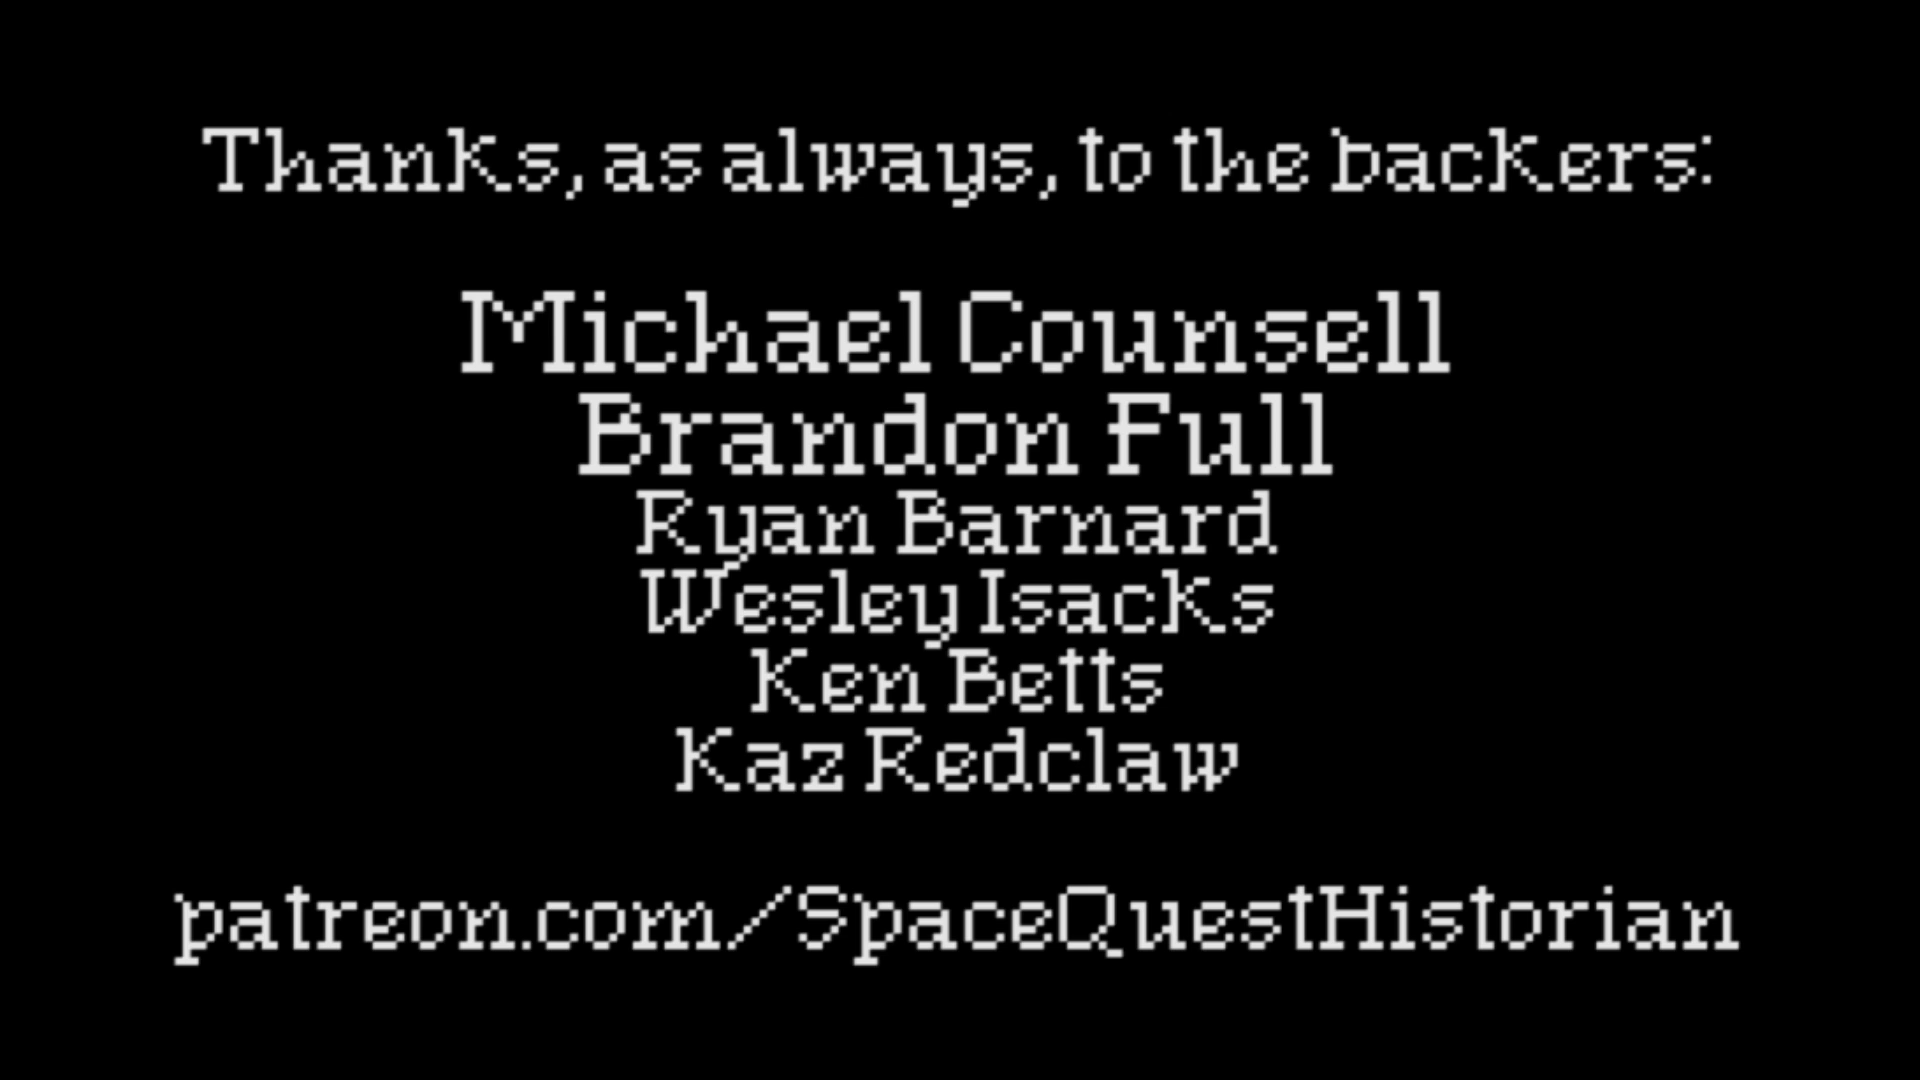 Thanks, as always, to the backers:
Michael Counsell
Brandon Full
Ryan Barnard
Wesley Isacks
Ken Betts
Kaz Redclaw
patreon.com/SpaceQuestHistorian